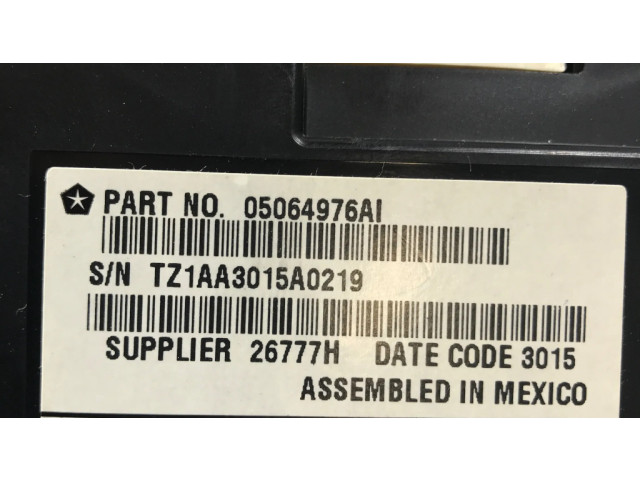 PART NO. 05064976AI
S/N TZ1AA3015A0219
SUPPLIER 26777H DATE CODE 3015
ASSEMBLED IN MEXICO